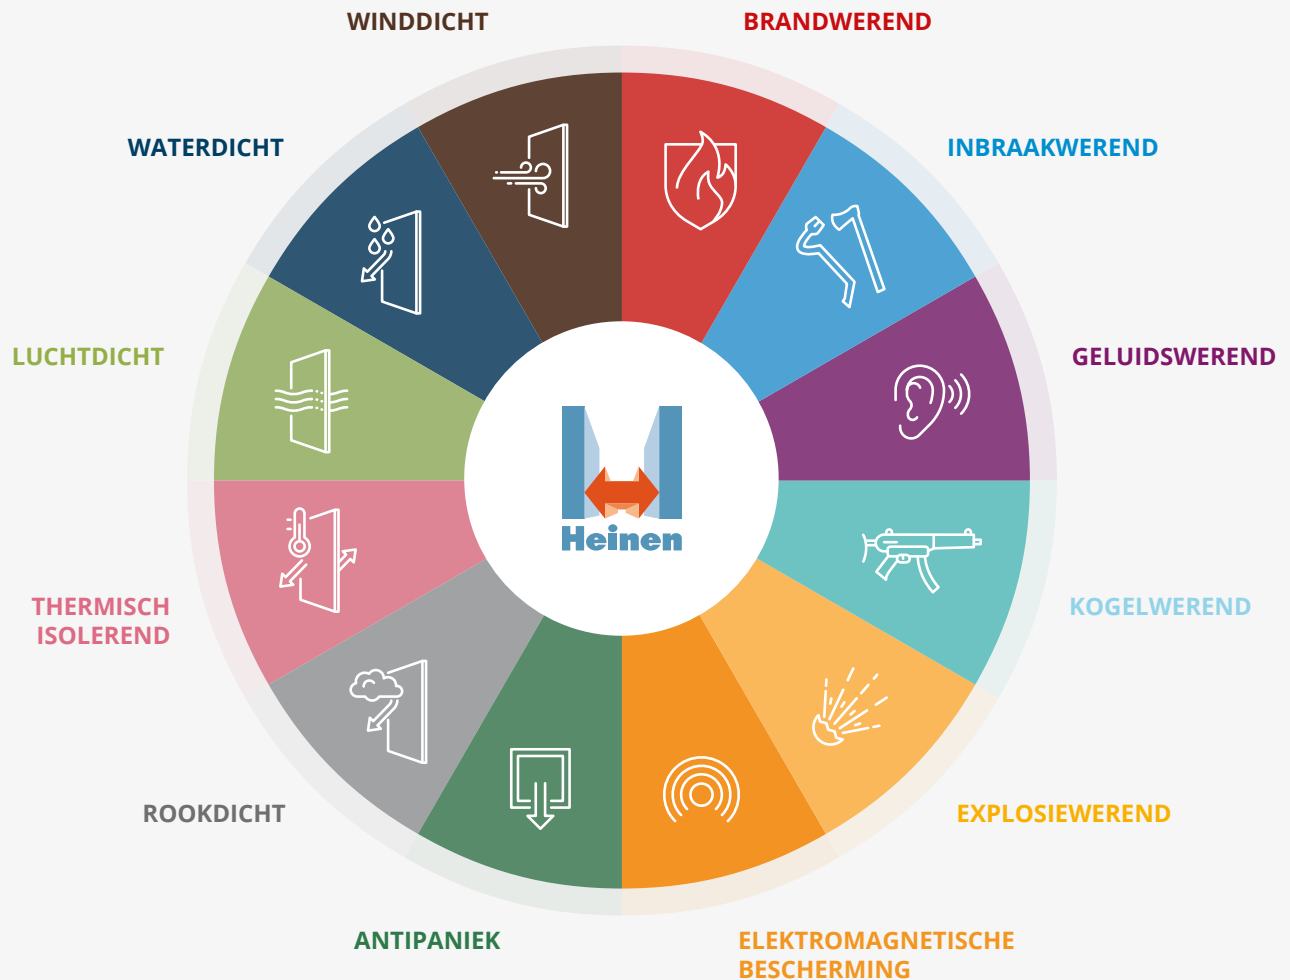 WINDDICHT
BRANDWEREND
WATERDICHT
INBRAAKWEREND
LUCHTDICHT
GELUIDSWEREND
Heinen
THERMISCH
ISOLEREND
KOGELWEREND
ROOKDICHT
EXPLOSIEWEREND
ANTIPANIEK
ELEKTROMAGNETISCHE
BESCHERMING